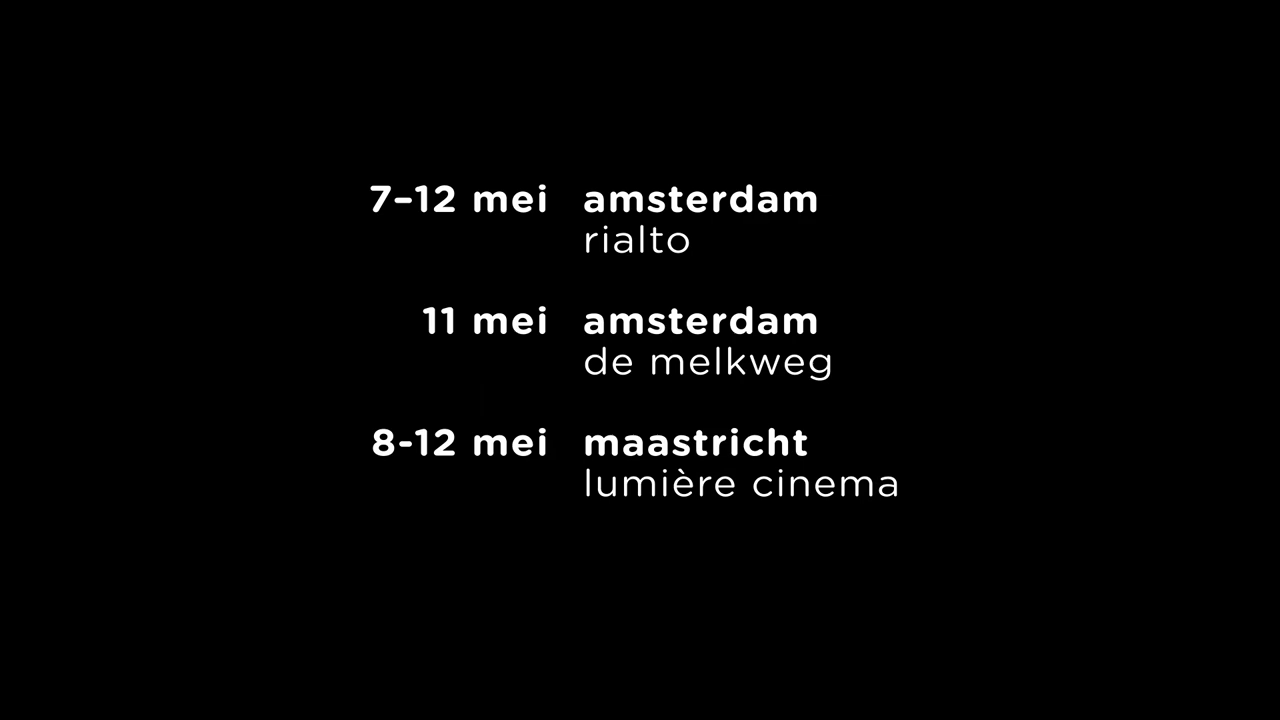 7–12 mei amsterdam
rialto
11 mei amsterdam
de melkweg
8-12 mei maastricht
lumière cinema